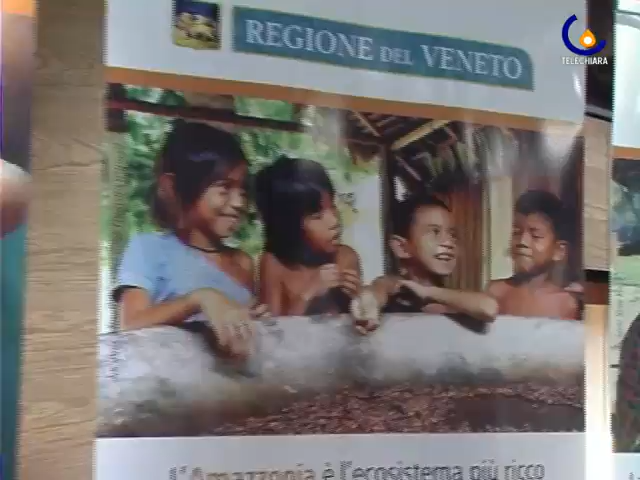 REGIONE DEL VENETO
TELECHIARA
L'Amazzonia è l'ecosistema più ricco